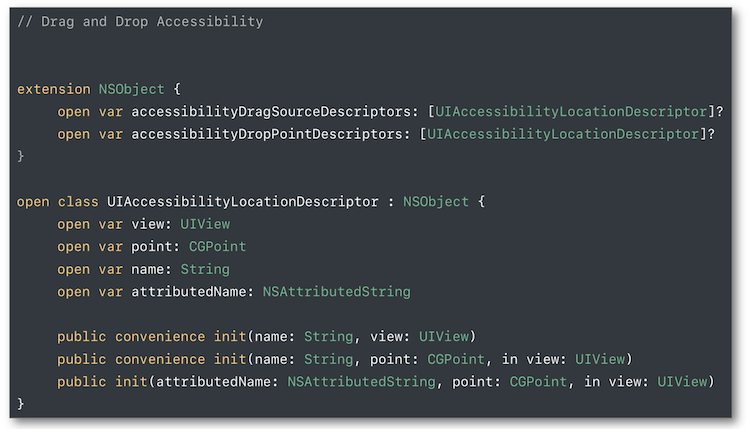 // Drag and Drop Accessibility
extension NSObject {
open var accessibilityDragSourceDescriptors: [UIAccessibilityLocationDescriptor]?
open var accessibilityDropPointDescriptors: [UIAccessibilityLocationDescriptor]?
}
open class UIAccessibilityLocationDescriptor : NSObject {
open var view: UIView
open var point: CGPoint
open var name: String
open var attributedName: NSAttributedString
public convenience init(name: String, view: UIView)
public convenience init(name: String, point: CGPoint, in view: UIView)
public init(attributedName: NSAttributedString, point: CGPoint, in view: UIView)
}